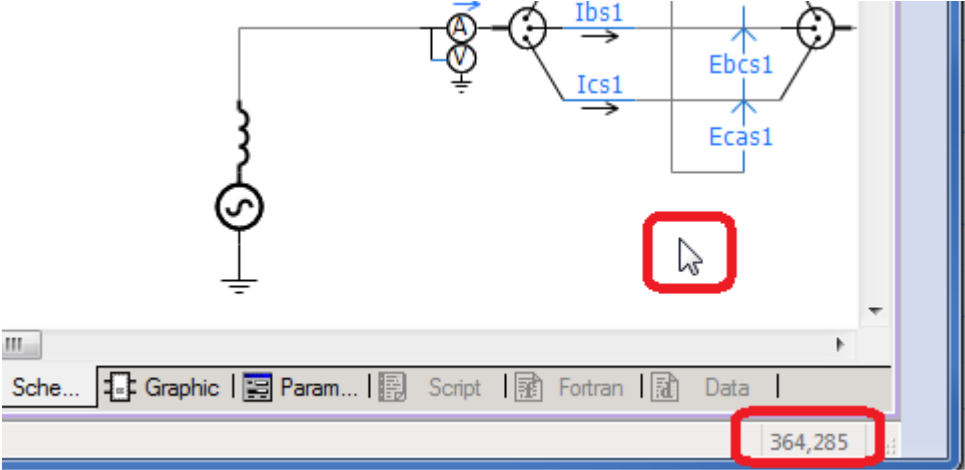 Ibs1
A
V
Ebcs1
Ics1
Ecas1
Sche... Graphic Param... Script Fortran Data
364,285